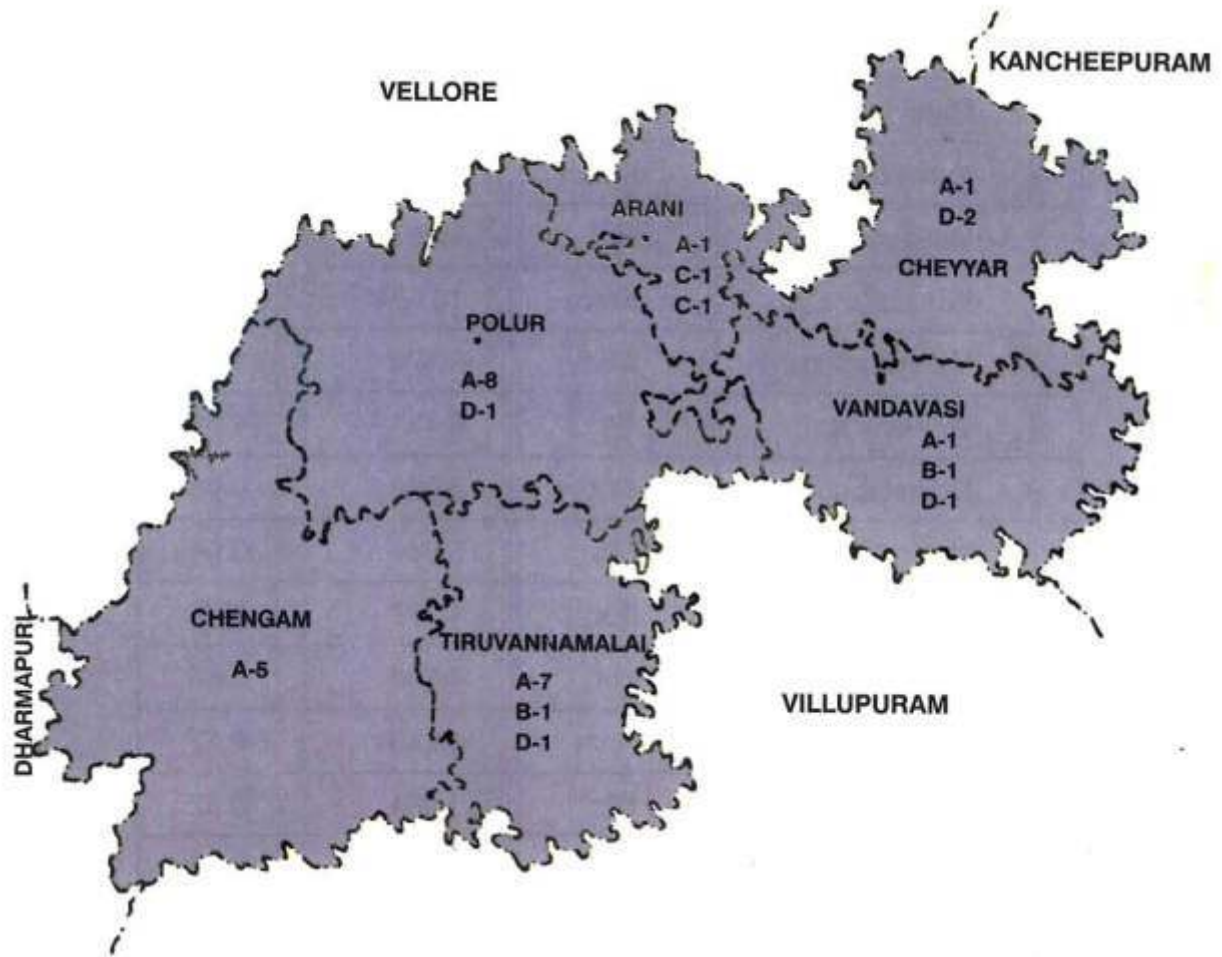 KANCHEEPURAM
VELLORE
A-1
D-2
CHEYYAR
ARANI
A-1
C-1
C-1
POLUR
A-8
D-1
VANDAVASI
A-1
B-1
D-1
CHENGAM
A-5
TIRUVANNAMALAI
A-7
B-1
D-1
VILLUPURAM
DHARMAPURI